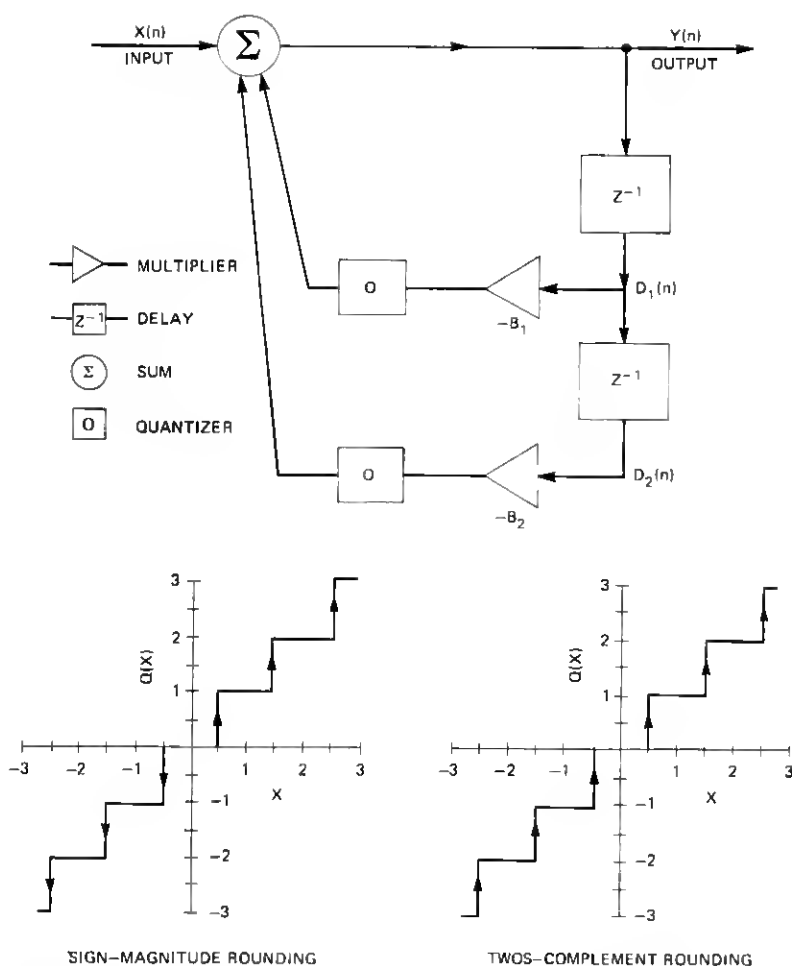 X(n)
INPUT
Σ
Y(n)
OUTPUT
Z⁻¹
MULTIPLIER
Q
D₁(n)
-B₁
Z⁻¹ DELAY
Z⁻¹
Σ SUM
Q QUANTIZER
Q
D₂(n)
-B₂
3
2
1
-1
-2
-3
Q(X)
-3 -2 -1 1 2 3
X
3
2
1
-1
-2
-3
Q(X)
-3 -2 -1 0 1 2 3
X
SIGN-MAGNITUDE ROUNDING
TWOS-COMPLEMENT ROUNDING